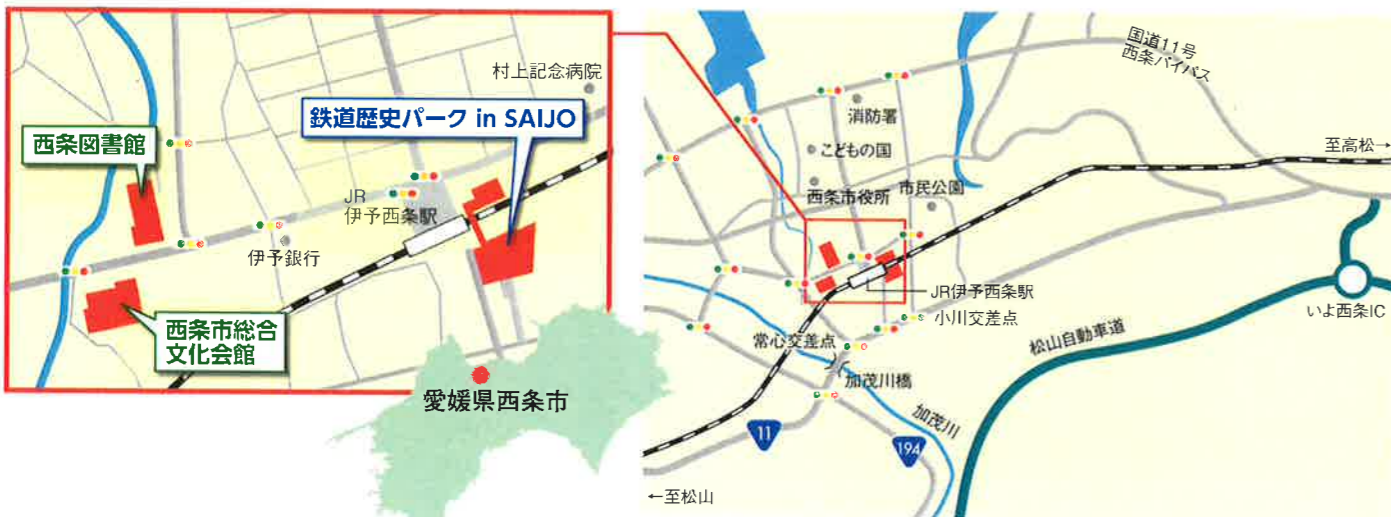 村上記念病院
鉄道歴史パーク in SAIJO
西条図書館
JR
伊予西条駅
伊予銀行
西条市総合
文化会館
愛媛県西条市
国道11号
西条バイパス
消防署
こどもの国
至高松→
西条市役所
市民公園
JR伊予西条駅
小川交差点
いよ西条IC
常心交差点
松山自動車道
加茂川橋
加茂川
11
194
←至松山